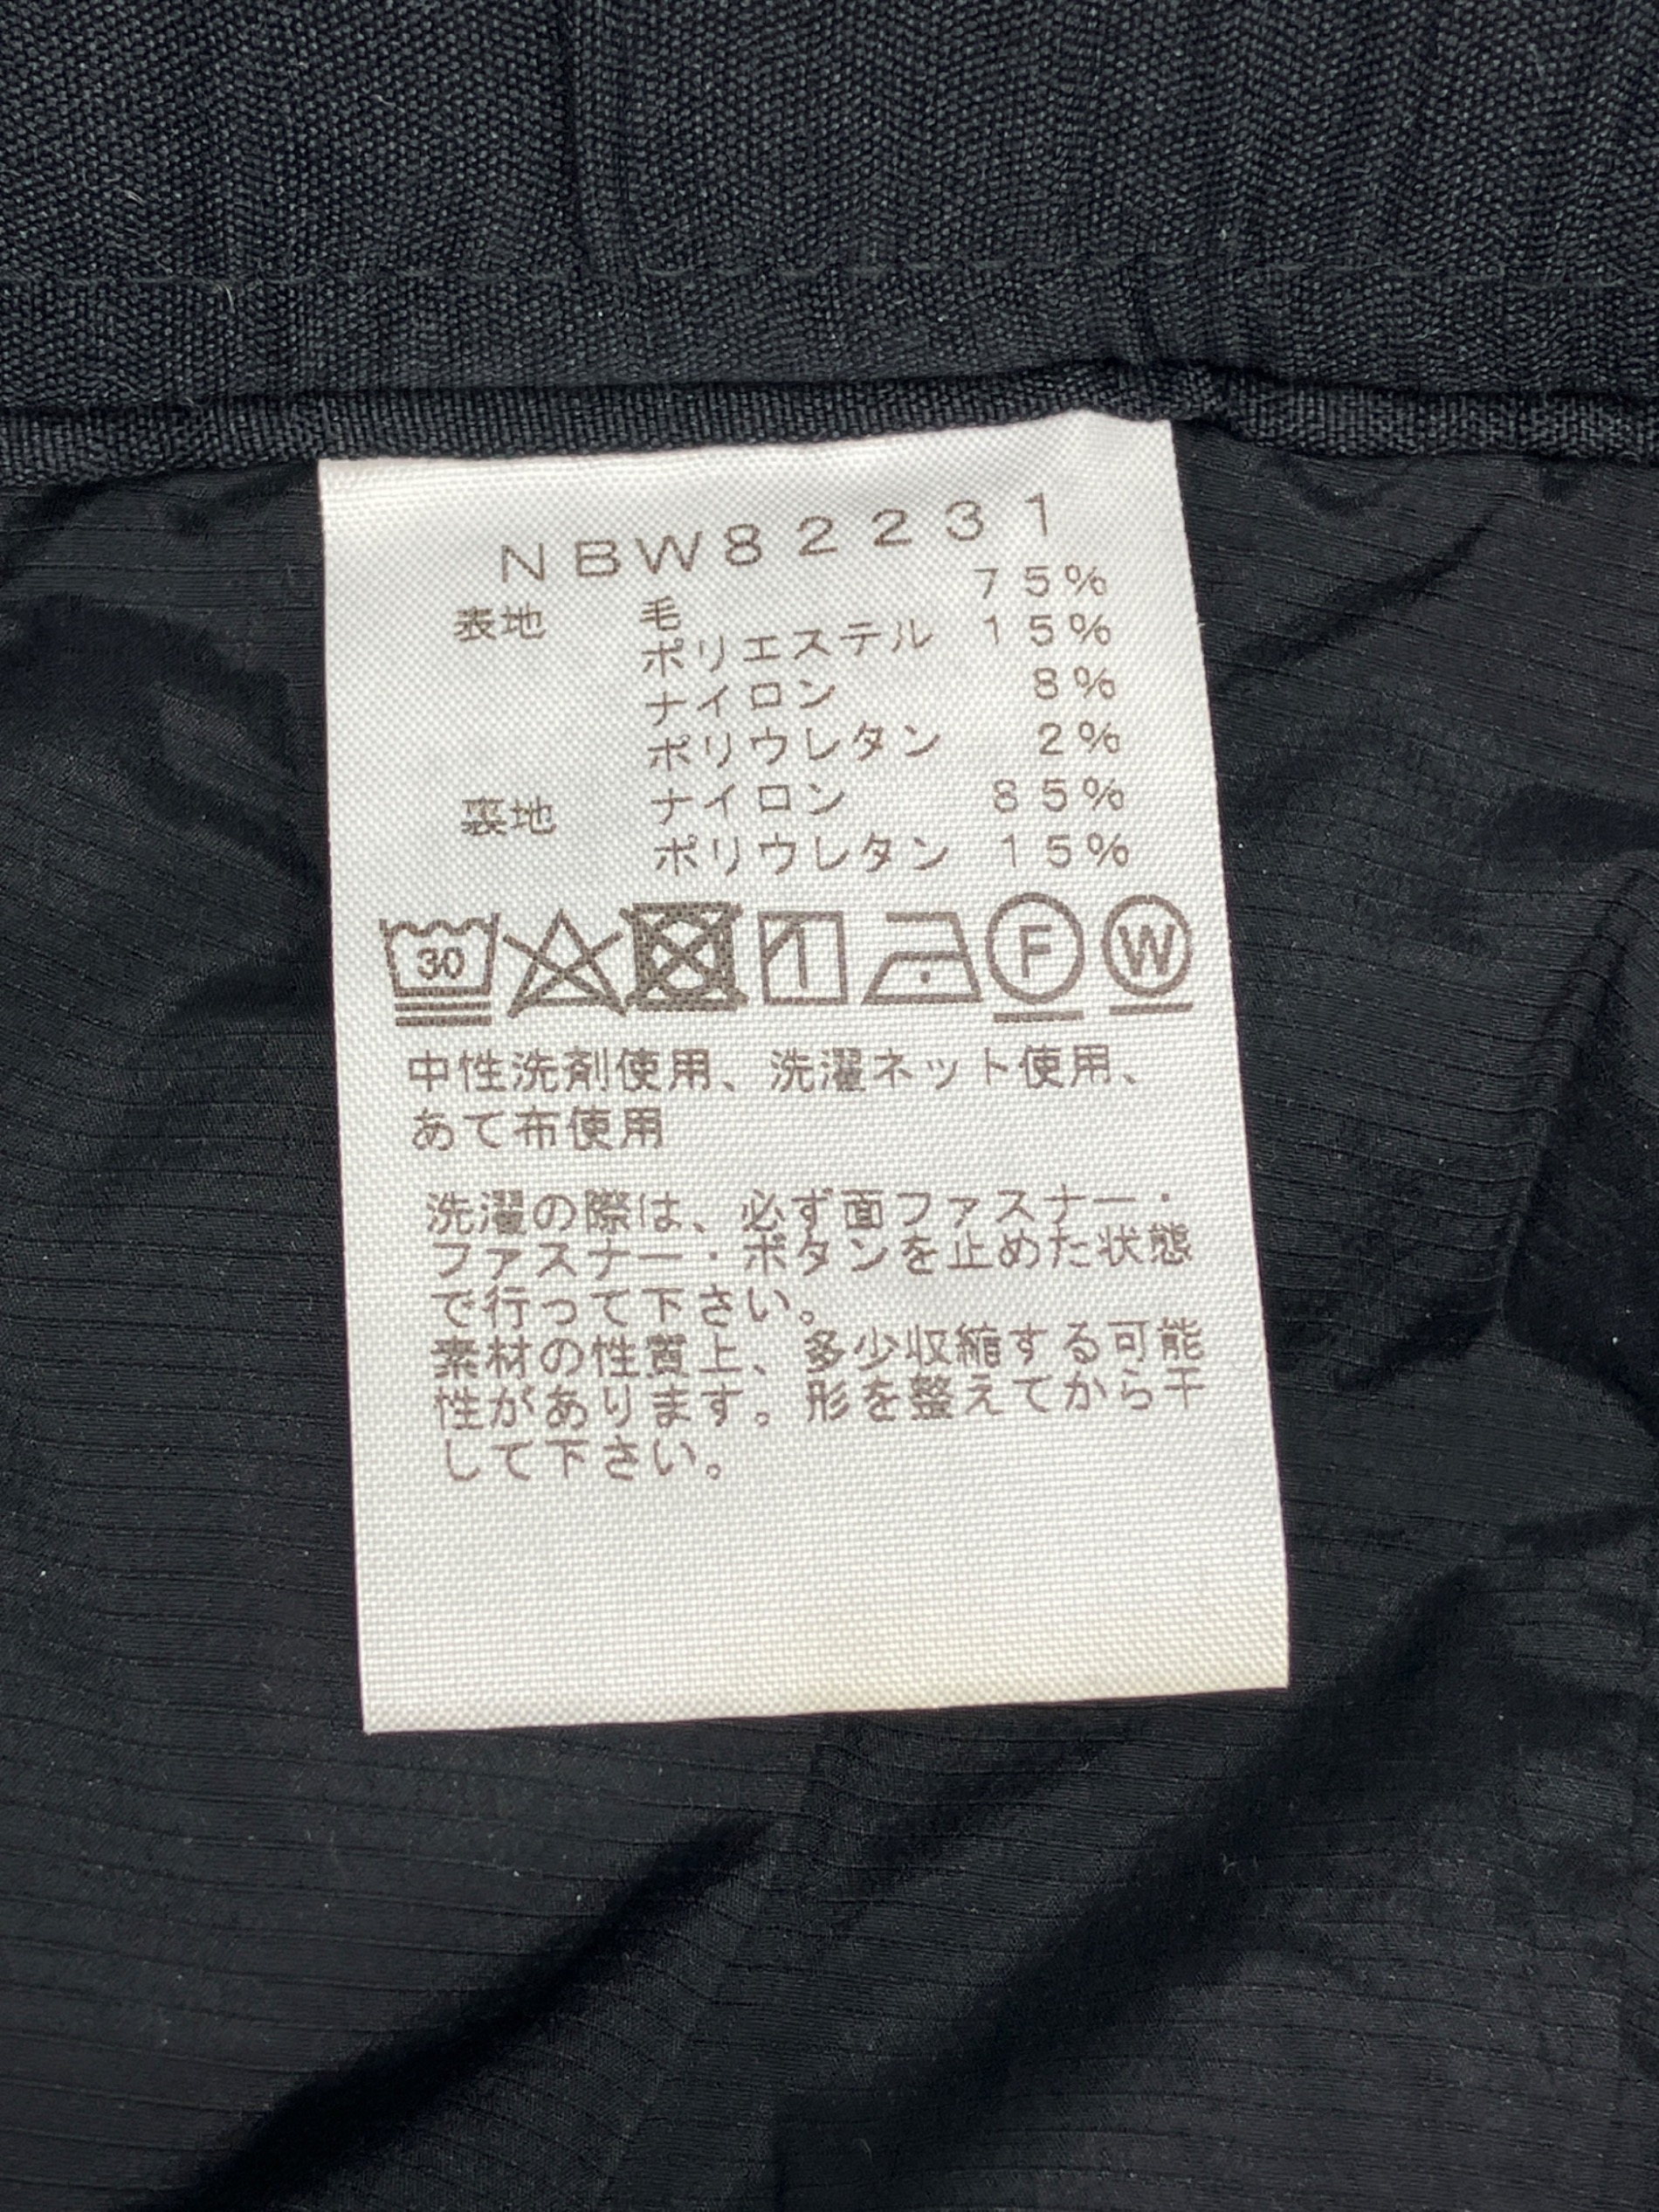 NBW82231
表地 毛 75%
ポリエステル 15%
ナイロン 8%
ポリウレタン 2%
裏地 ナイロン 85%
ポリウレタン 15%
30 F W
中性洗剤使用、洗濯ネット使用、
あて布使用
洗濯の際は、必ず面ファスナー・
ファスナー・ボタンを止めた状態
で行って下さい。
素材の性質上、多少収縮する可能
性があります。形を整えてから干
して下さい。